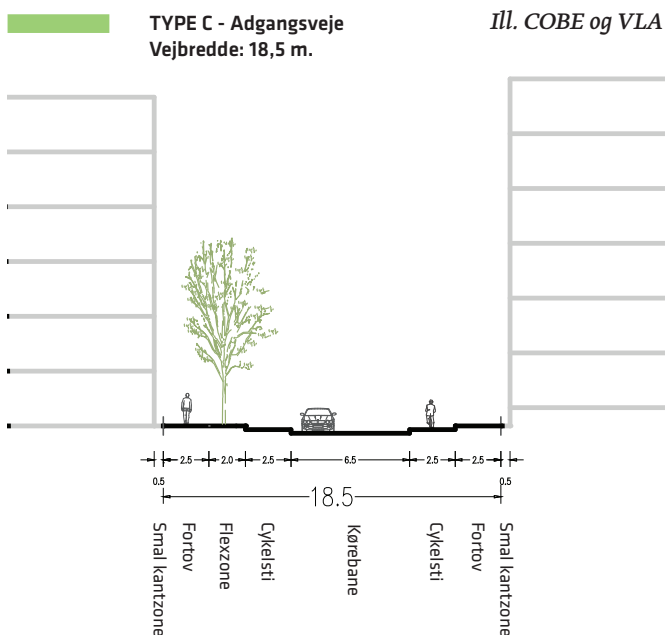 TYPE C - Adgangsveje
Vejbredde: 18,5 m.
Ill. COBE og VLA
2.5 2.0 2.5 6.5 2.5 2.5
0.5 0.5
18.5
Smal kantzone
Fortov
Flexzone
Cykelsti
Kørebane
Cykelsti
Fortov
Smal kantzone